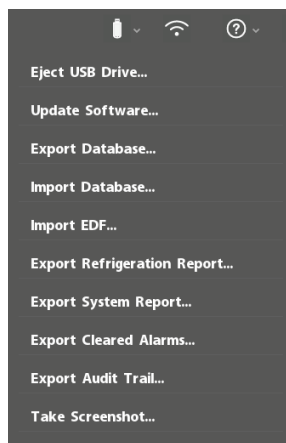 Eject USB Drive...
Update Software...
Export Database...
Import Database...
Import EDF...
Export Refrigeration Report...
Export System Report...
Export Cleared Alarms...
Export Audit Trail...
Take Screenshot...